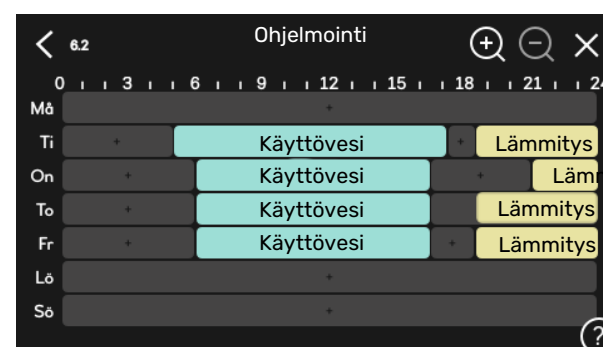 6.2 Ohjelmointi
0 3 6 9 12 15 18 21 24
Må
Ti Käyttövesi Lämmitys
On Käyttövesi Läm
To Käyttövesi Lämmitys
Fr Käyttövesi Lämmitys
Lö
Sö
?